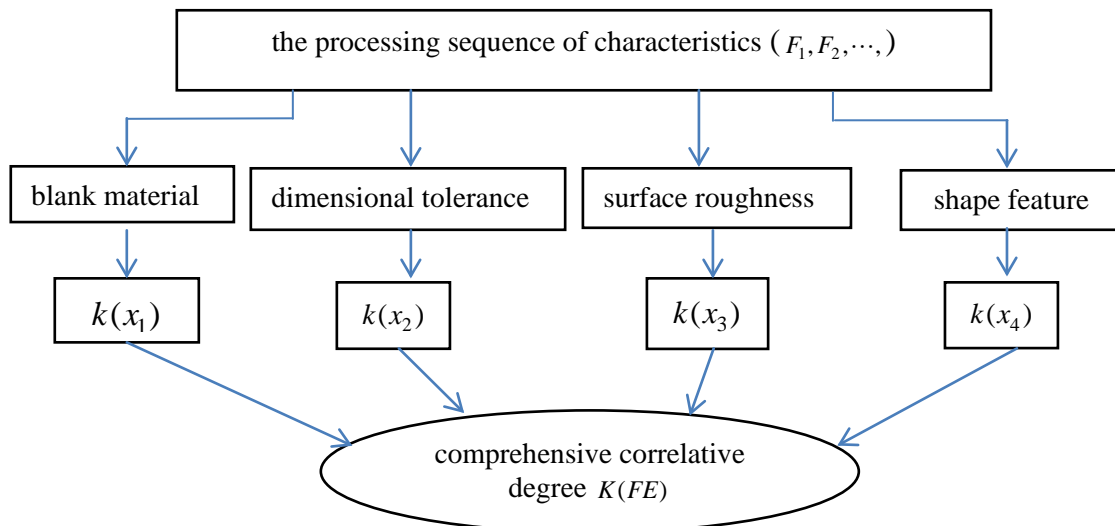 the processing sequence of characteristics ( F₁, F₂, ⋯, )
blank material
dimensional tolerance
surface roughness
shape feature
k(x₁)
k(x₂)
k(x₃)
k(x₄)
comprehensive correlative
degree K(FE)